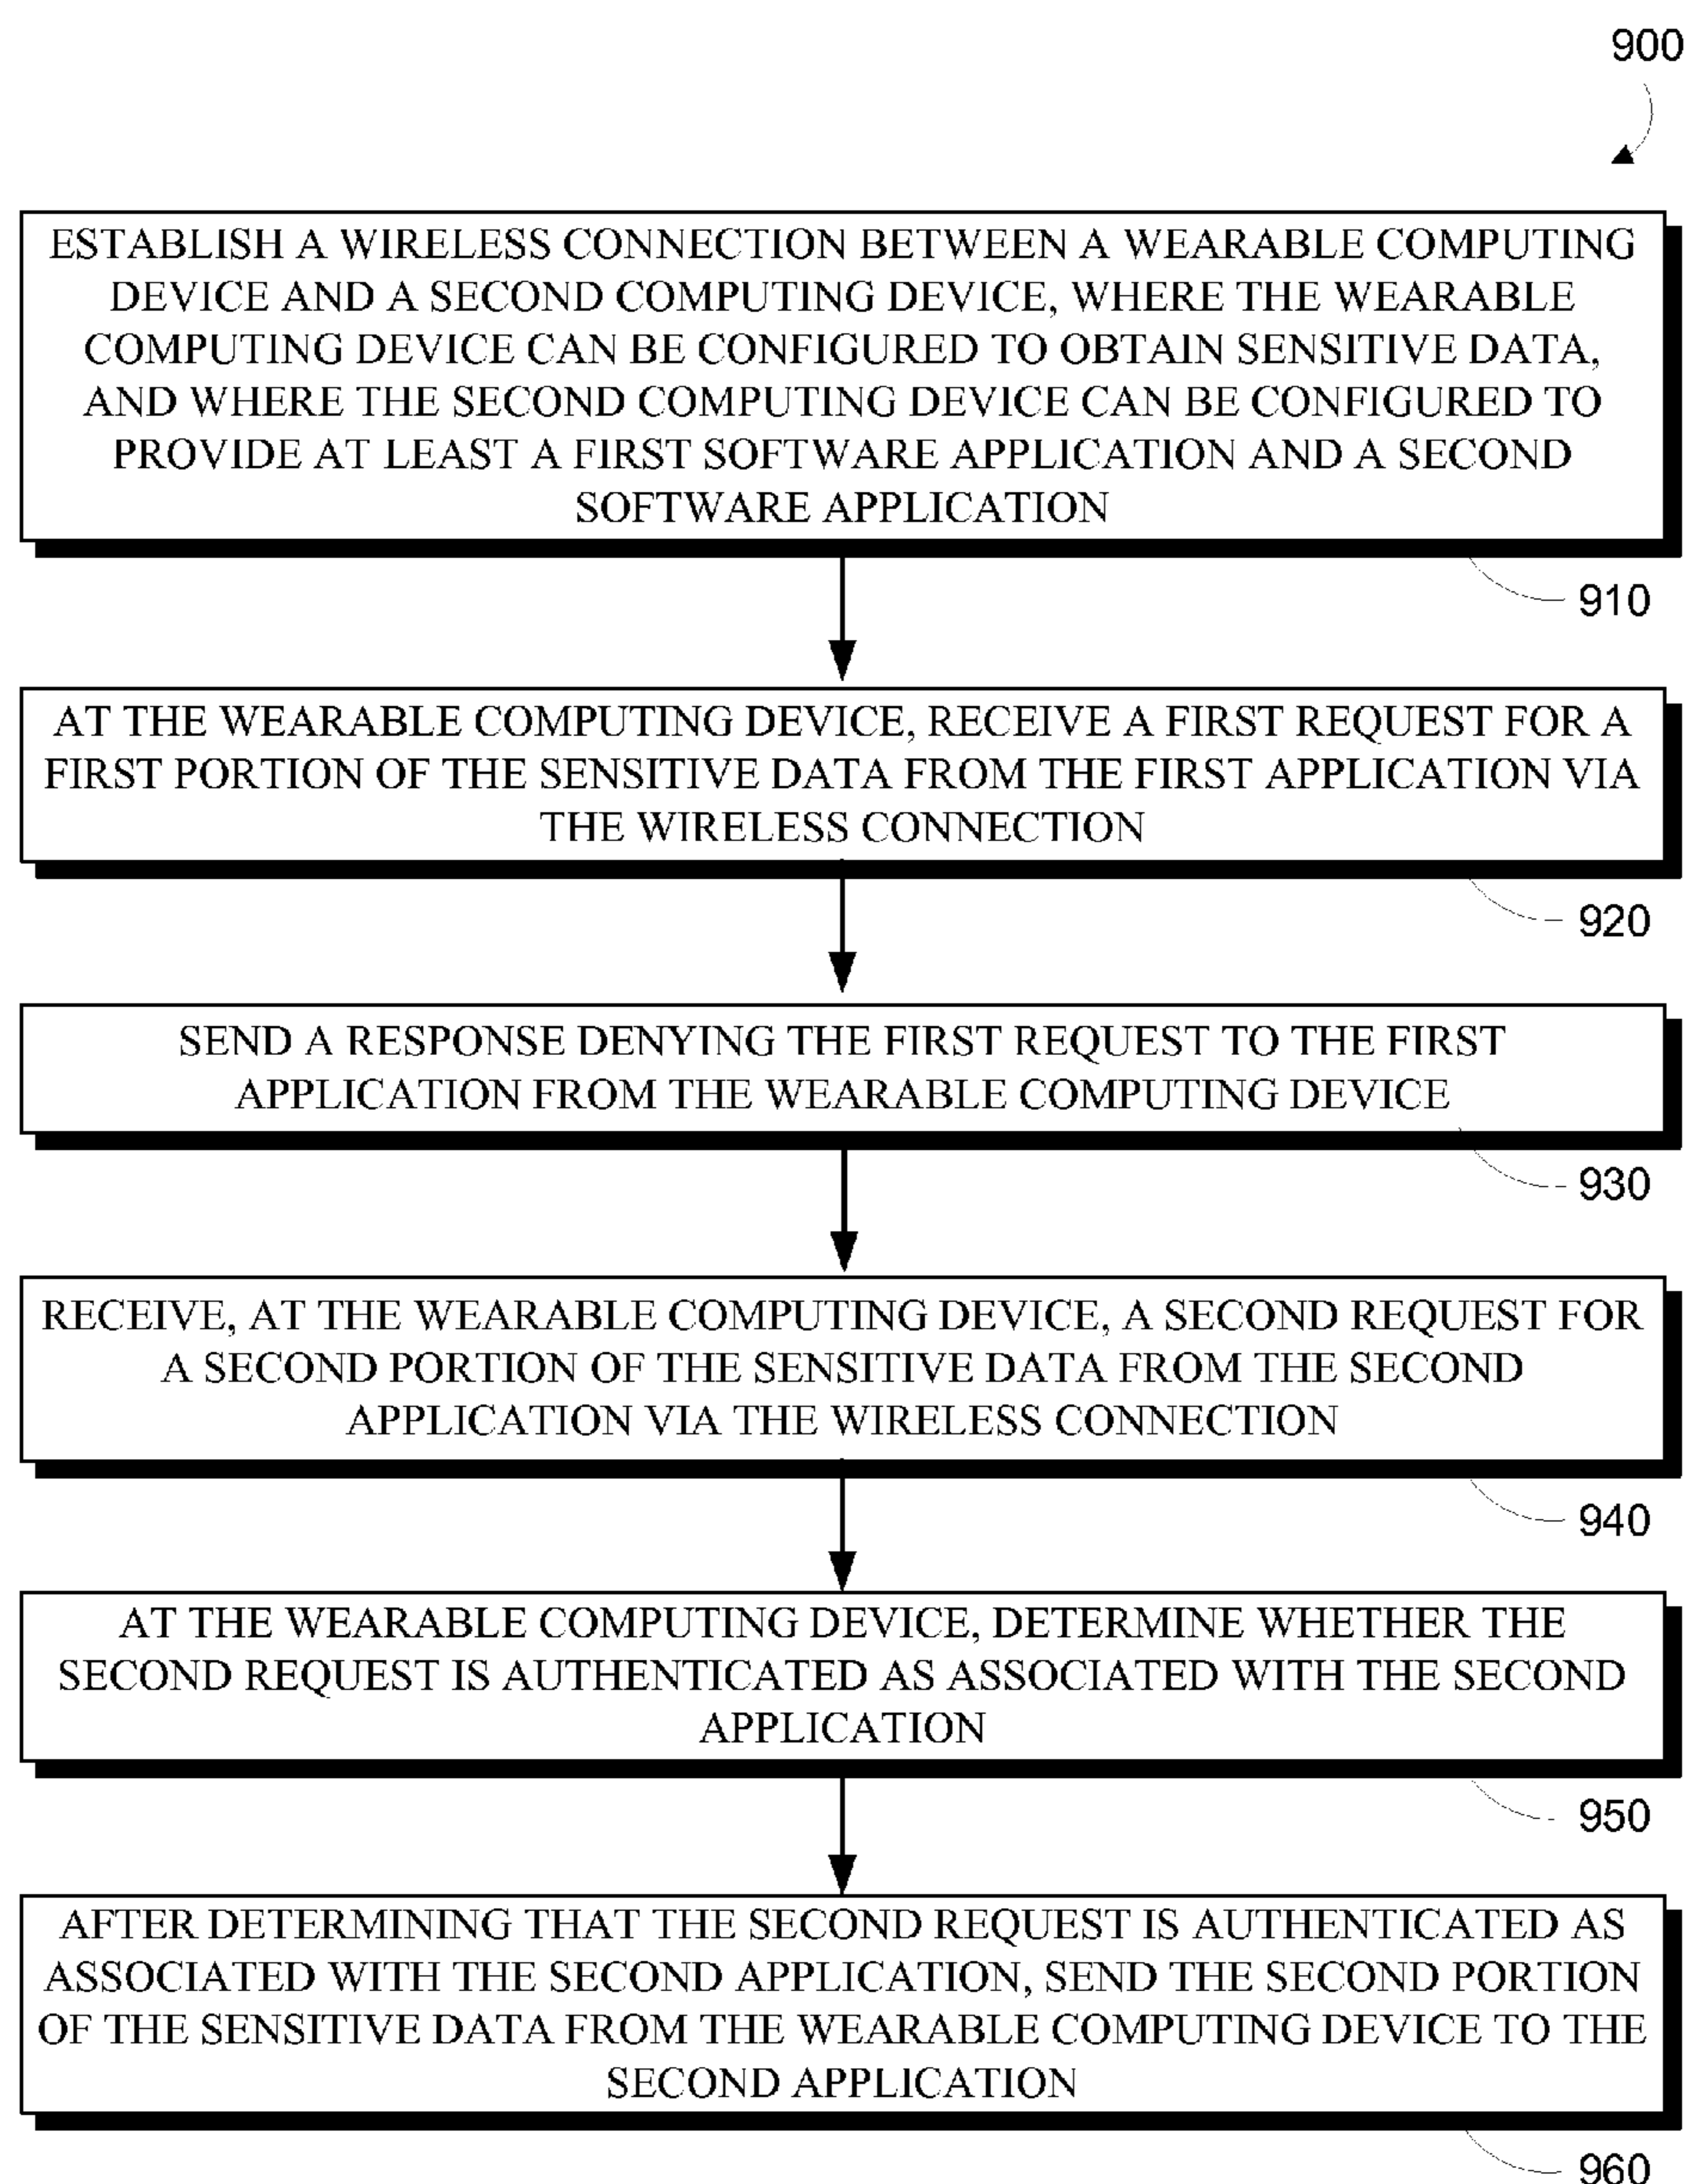 900
ESTABLISH A WIRELESS CONNECTION BETWEEN A WEARABLE COMPUTING
DEVICE AND A SECOND COMPUTING DEVICE, WHERE THE WEARABLE
COMPUTING DEVICE CAN BE CONFIGURED TO OBTAIN SENSITIVE DATA,
AND WHERE THE SECOND COMPUTING DEVICE CAN BE CONFIGURED TO
PROVIDE AT LEAST A FIRST SOFTWARE APPLICATION AND A SECOND
SOFTWARE APPLICATION
910
AT THE WEARABLE COMPUTING DEVICE, RECEIVE A FIRST REQUEST FOR A
FIRST PORTION OF THE SENSITIVE DATA FROM THE FIRST APPLICATION VIA
THE WIRELESS CONNECTION
920
SEND A RESPONSE DENYING THE FIRST REQUEST TO THE FIRST
APPLICATION FROM THE WEARABLE COMPUTING DEVICE
930
RECEIVE, AT THE WEARABLE COMPUTING DEVICE, A SECOND REQUEST FOR
A SECOND PORTION OF THE SENSITIVE DATA FROM THE SECOND
APPLICATION VIA THE WIRELESS CONNECTION
940
AT THE WEARABLE COMPUTING DEVICE, DETERMINE WHETHER THE
SECOND REQUEST IS AUTHENTICATED AS ASSOCIATED WITH THE SECOND
APPLICATION
950
AFTER DETERMINING THAT THE SECOND REQUEST IS AUTHENTICATED AS
ASSOCIATED WITH THE SECOND APPLICATION, SEND THE SECOND PORTION
OF THE SENSITIVE DATA FROM THE WEARABLE COMPUTING DEVICE TO THE
SECOND APPLICATION
960